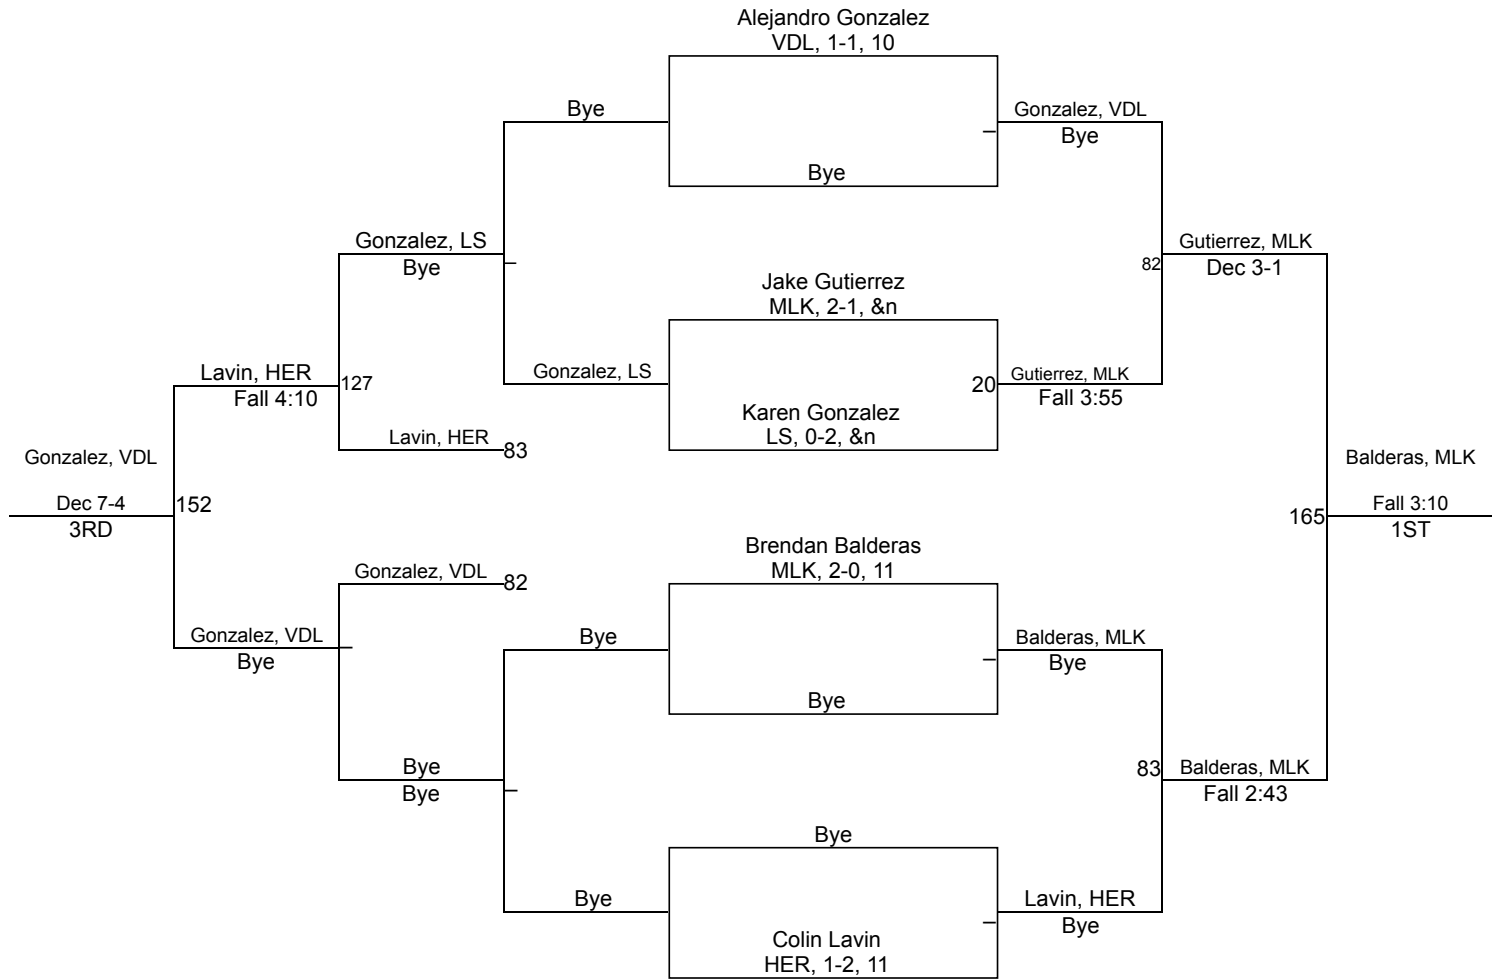 Alejandro Gonzalez
VDL, 1-1, 10
Bye
Gonzalez, VDL
Bye
Bye
Gonzalez, LS
Bye
Gutierrez, MLK
82
Dec 3-1
Jake Gutierrez
MLK, 2-1, &n
Lavin, HER
127
Fall 4:10
Gonzalez, LS
20
Gutierrez, MLK
Fall 3:55
Karen Gonzalez
LS, 0-2, &n
Lavin, HER
83
Gonzalez, VDL
Dec 7-4
152
3RD
Balderas, MLK
165
Fall 3:10
1ST
Brendan Balderas
MLK, 2-0, 11
Gonzalez, VDL
82
Gonzalez, VDL
Bye
Bye
Balderas, MLK
Bye
Bye
Bye
Bye
83
Balderas, MLK
Fall 2:43
Bye
Bye
Lavin, HER
Bye
Colin Lavin
HER, 1-2, 11